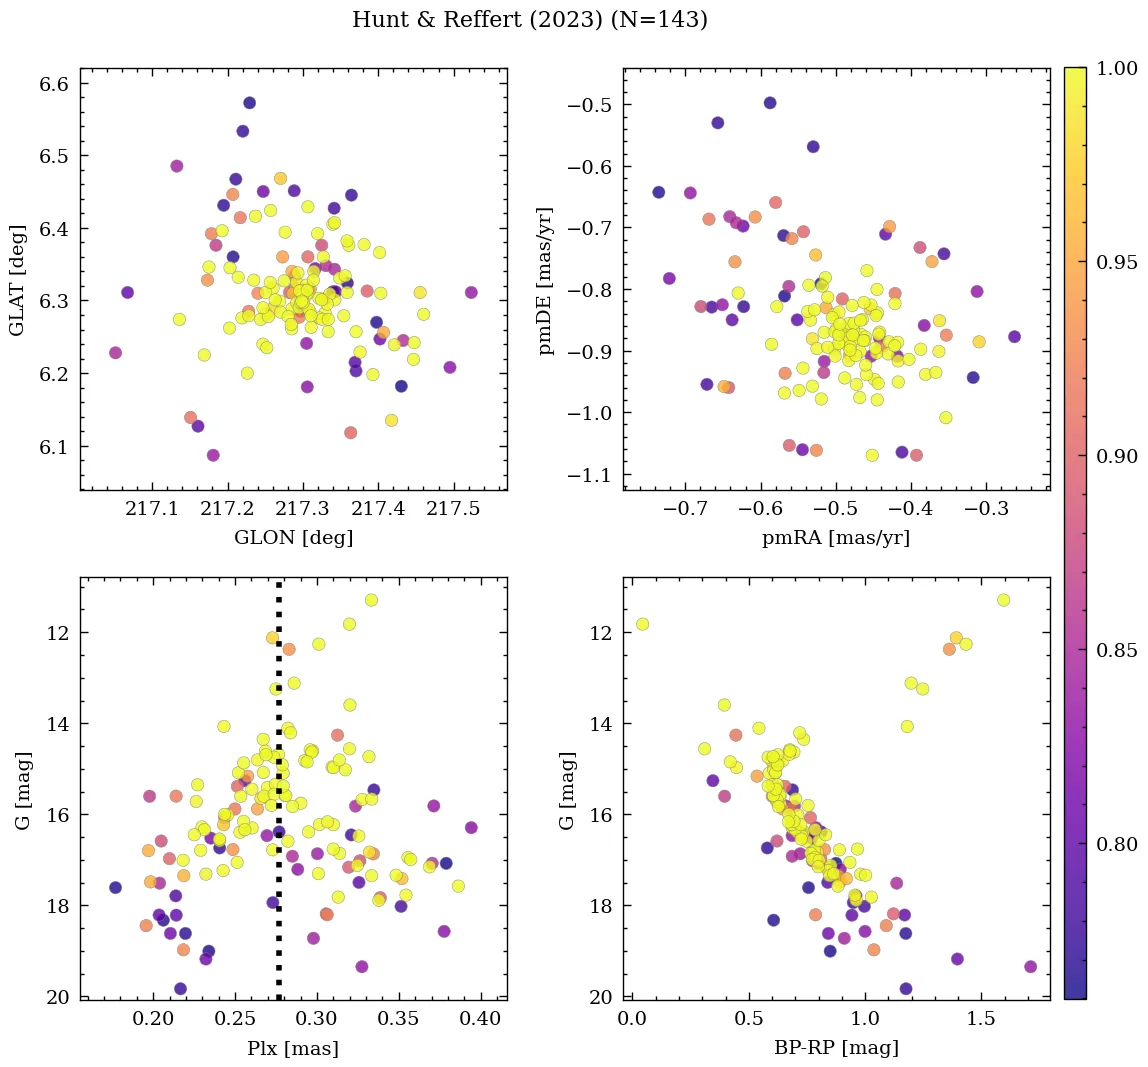 Hunt & Reffert (2023) (N=143)
6.6
6.5
6.4
6.3
6.2
6.1
GLAT [deg]
217.1 217.2 217.3 217.4 217.5
GLON [deg]
−0.5
−0.6
−0.7
−0.8
−0.9
−1.0
−1.1
pmDE [mas/yr]
−0.7 −0.6 −0.5 −0.4 −0.3
pmRA [mas/yr]
12
14
16
18
20
G [mag]
0.20 0.25 0.30 0.35 0.40
Plx [mas]
12
14
16
18
20
G [mag]
0.0 0.5 1.0 1.5
BP-RP [mag]
1.00
0.95
0.90
0.85
0.80